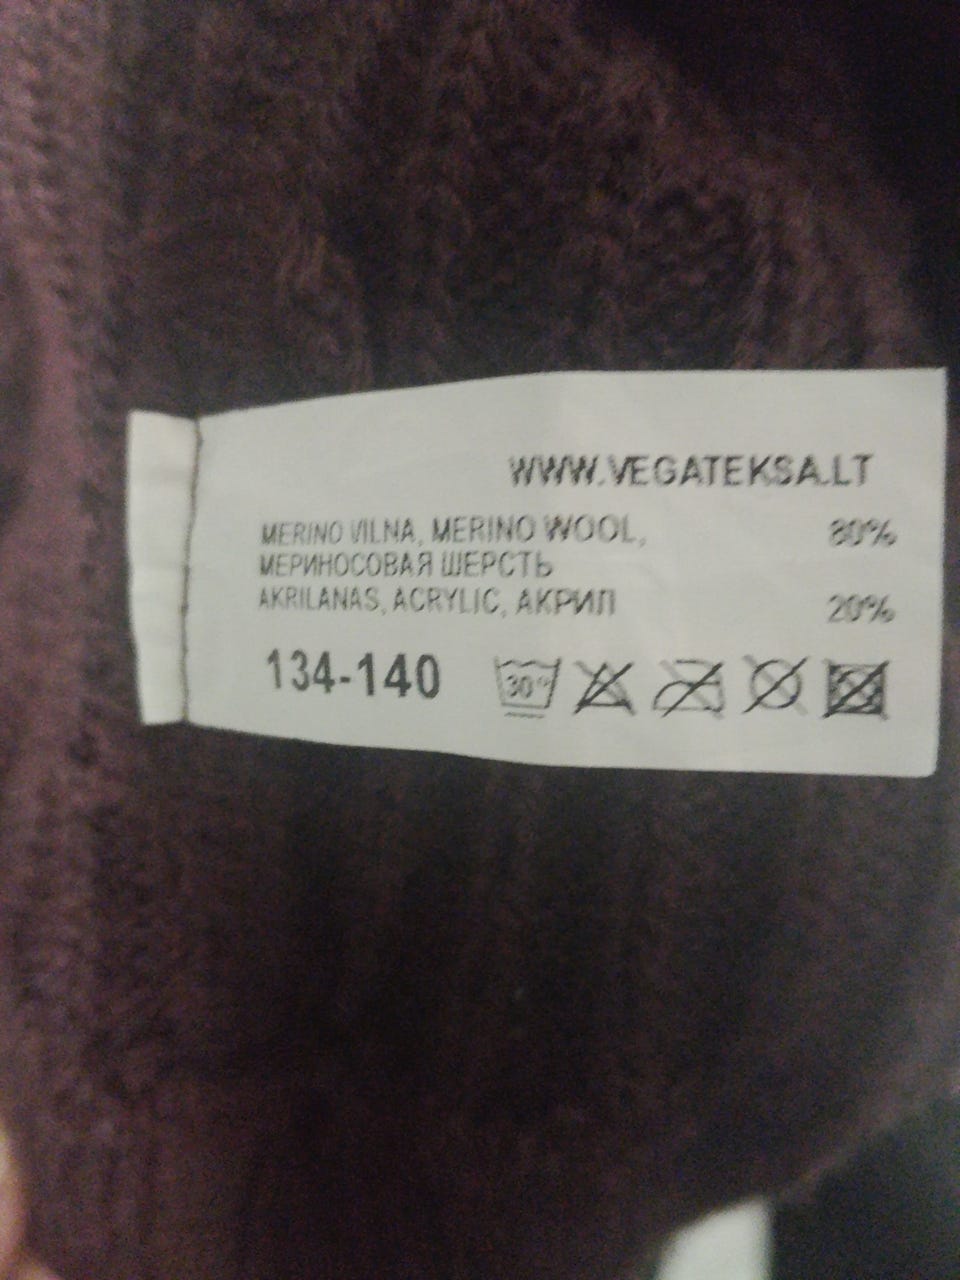 WWW.VEGATEKSA.LT
MERINO VILNA, MERINO WOOL, 80%
МЕРИНОСОВАЯ ШЕРСТЬ
AKRILANAS, ACRYLIC, АКРИЛ 20%
134-140 30°